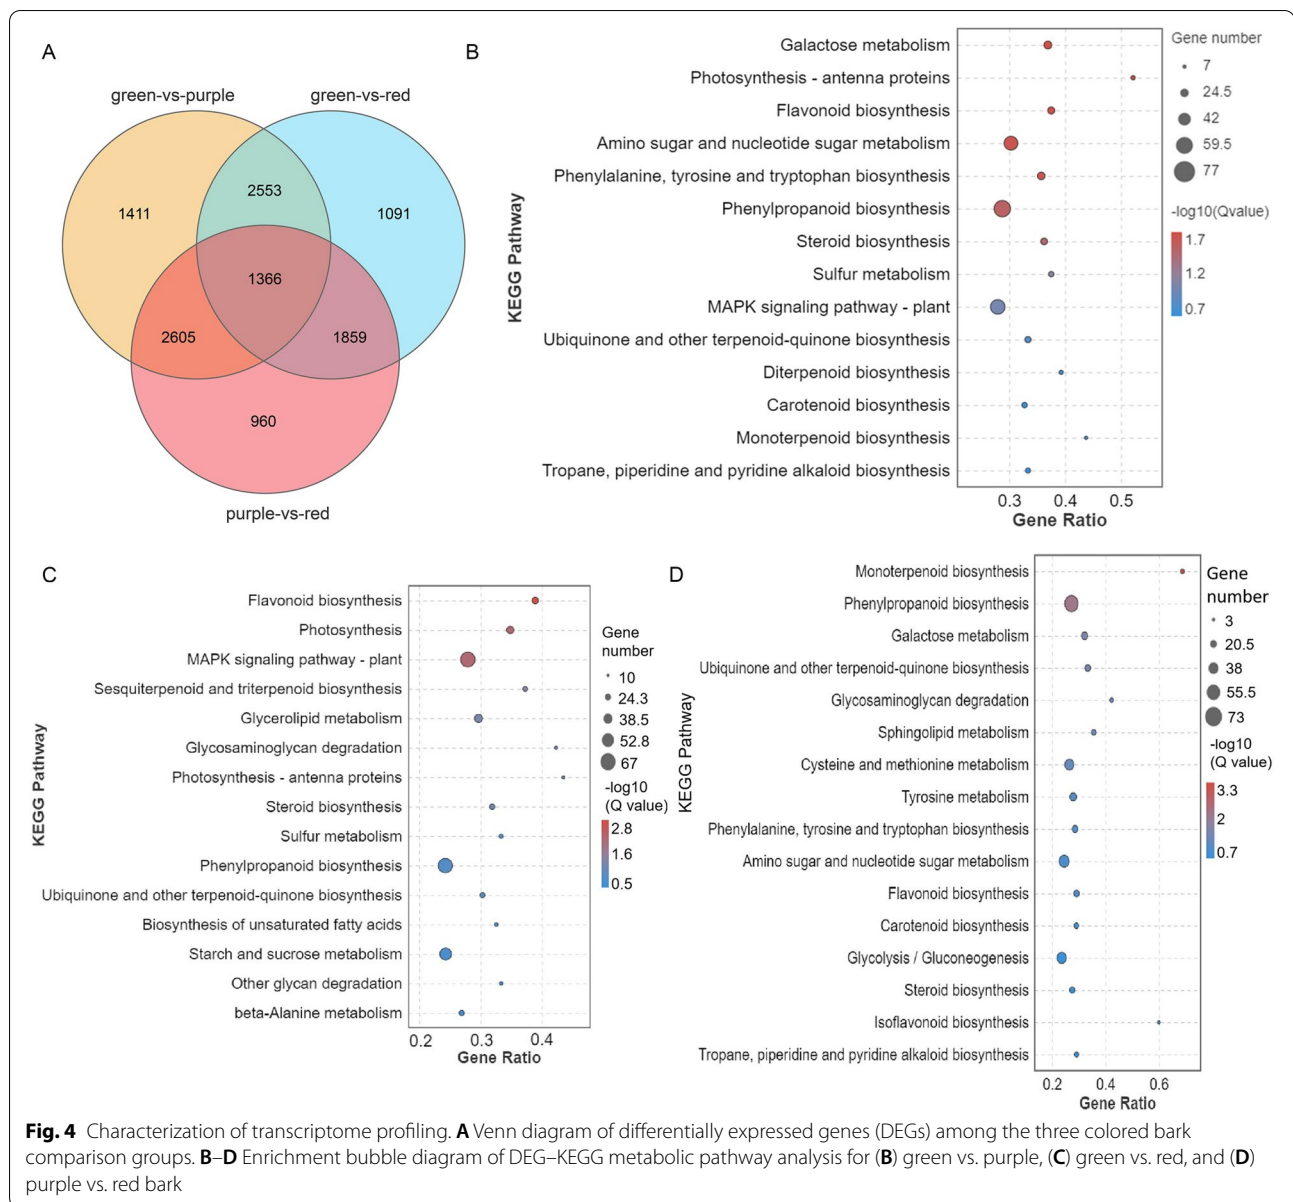 A
green-vs-purple
green-vs-red
1411
2553
1091
1366
2605
1859
960
purple-vs-red
B
KEGG Pathway
Galactose metabolism
Photosynthesis - antenna proteins
Flavonoid biosynthesis
Amino sugar and nucleotide sugar metabolism
Phenylalanine, tyrosine and tryptophan biosynthesis
Phenylpropanoid biosynthesis
Steroid biosynthesis
Sulfur metabolism
MAPK signaling pathway - plant
Ubiquinone and other terpenoid-quinone biosynthesis
Diterpenoid biosynthesis
Carotenoid biosynthesis
Monoterpenoid biosynthesis
Tropane, piperidine and pyridine alkaloid biosynthesis
0.3 0.4 0.5
Gene Ratio
Gene number
7
24.5
42
59.5
77
-log10(Qvalue)
1.7
1.2
0.7
C
KEGG Pathway
Flavonoid biosynthesis
Photosynthesis
MAPK signaling pathway - plant
Sesquiterpenoid and triterpenoid biosynthesis
Glycerolipid metabolism
Glycosaminoglycan degradation
Photosynthesis - antenna proteins
Steroid biosynthesis
Sulfur metabolism
Phenylpropanoid biosynthesis
Ubiquinone and other terpenoid-quinone biosynthesis
Biosynthesis of unsaturated fatty acids
Starch and sucrose metabolism
Other glycan degradation
beta-Alanine metabolism
0.2 0.3 0.4
Gene Ratio
Gene
number
10
24.3
38.5
52.8
67
-log10
(Q value)
2.8
1.6
0.5
D
KEGG Pathway
Monoterpenoid biosynthesis
Phenylpropanoid biosynthesis
Galactose metabolism
Ubiquinone and other terpenoid-quinone biosynthesis
Glycosaminoglycan degradation
Sphingolipid metabolism
Cysteine and methionine metabolism
Tyrosine metabolism
Phenylalanine, tyrosine and tryptophan biosynthesis
Amino sugar and nucleotide sugar metabolism
Flavonoid biosynthesis
Carotenoid biosynthesis
Glycolysis / Gluconeogenesis
Steroid biosynthesis
Isoflavonoid biosynthesis
Tropane, piperidine and pyridine alkaloid biosynthesis
0.2 0.4 0.6
Gene Ratio
Gene
number
3
20.5
38
55.5
73
-log10
(Q value)
3.3
2
0.7
Fig. 4 Characterization of transcriptome profiling. A Venn diagram of differentially expressed genes (DEGs) among the three colored bark
comparison groups. B–D Enrichment bubble diagram of DEG–KEGG metabolic pathway analysis for (B) green vs. purple, (C) green vs. red, and (D)
purple vs. red bark